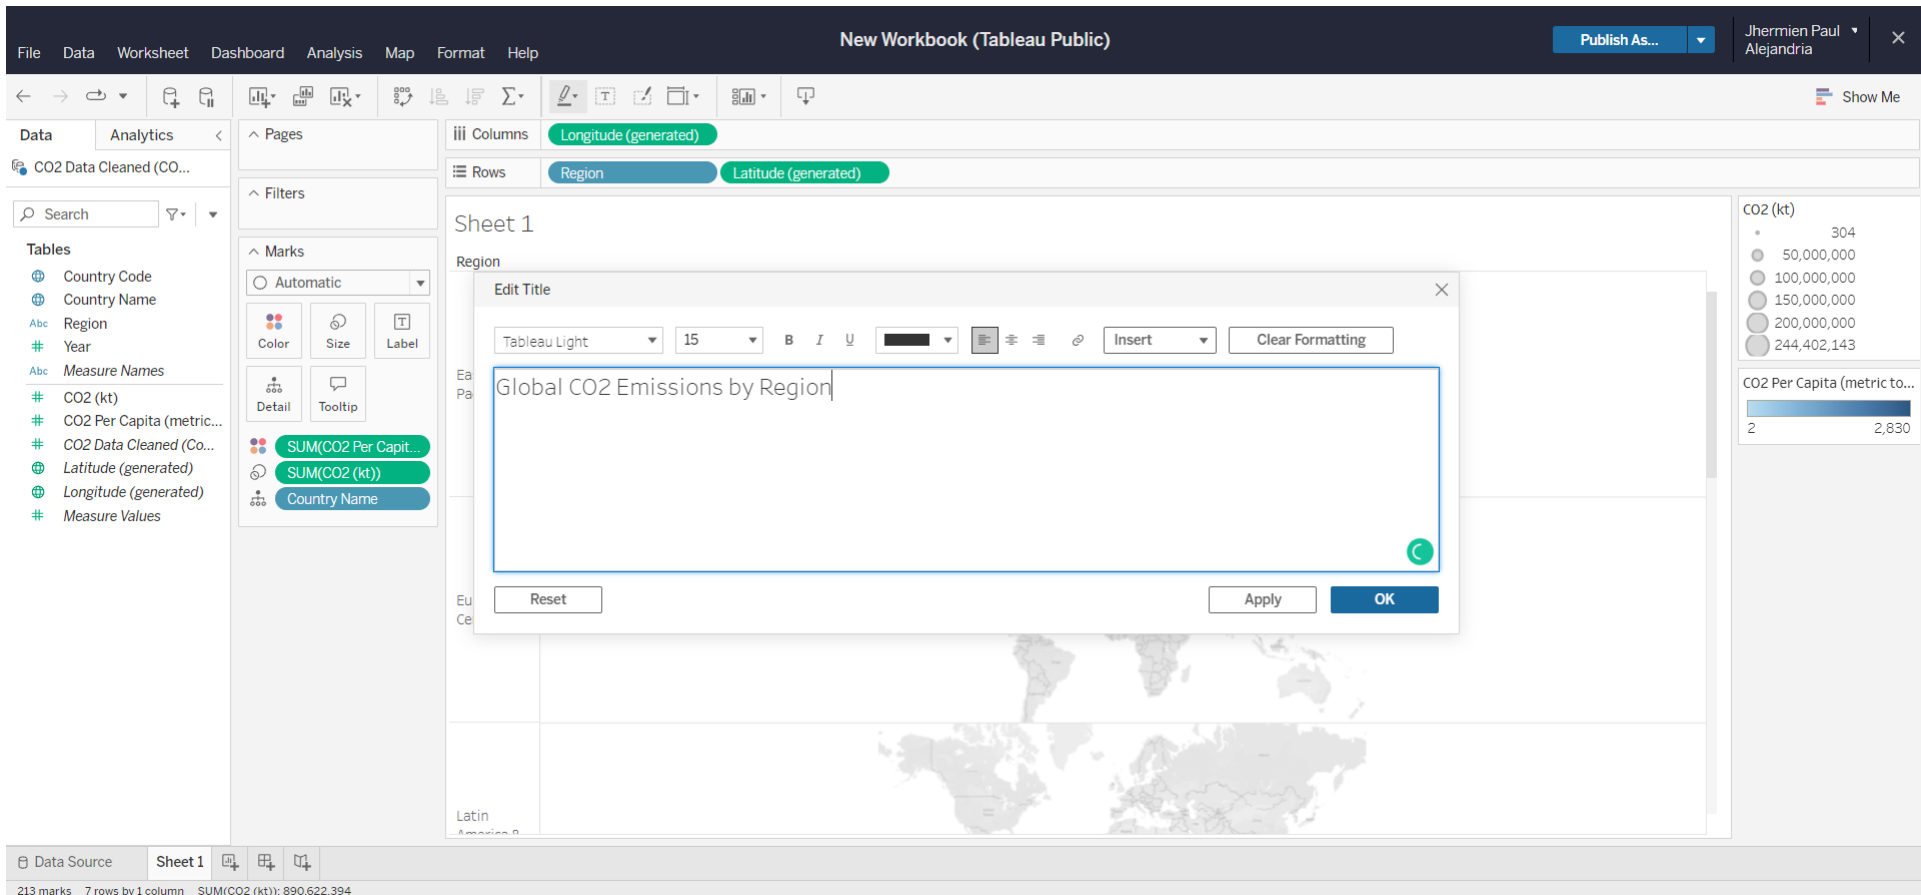 New Workbook (Tableau Public)
Publish As...
Jhermien Paul
Alejandria
File Data Worksheet Dashboard Analysis Map Format Help
Show Me
Data Analytics
CO2 Data Cleaned (CO...
Search
Tables
Country Code
Country Name
Abc Region
Year
Abc Measure Names
CO2 (kt)
CO2 Per Capita (metric...
CO2 Data Cleaned (Co...
Latitude (generated)
Longitude (generated)
Measure Values
Pages
Filters
Marks
Automatic
Color Size Label
Detail Tooltip
SUM(CO2 Per Capit...
SUM(CO2 (kt))
Country Name
Columns Longitude (generated)
Rows Region Latitude (generated)
Sheet 1
Region
Edit Title
Tableau Light 15 B I U Insert Clear Formatting
Global CO2 Emissions by Region
Reset Apply OK
Ea
Pa
Eu
Ce
Latin
America &
CO2 (kt)
304
50,000,000
100,000,000
150,000,000
200,000,000
244,402,143
CO2 Per Capita (metric to...
2 2,830
Data Source Sheet 1
213 marks 7 rows by 1 column SUM(CO2 (kt)): 890,622,394